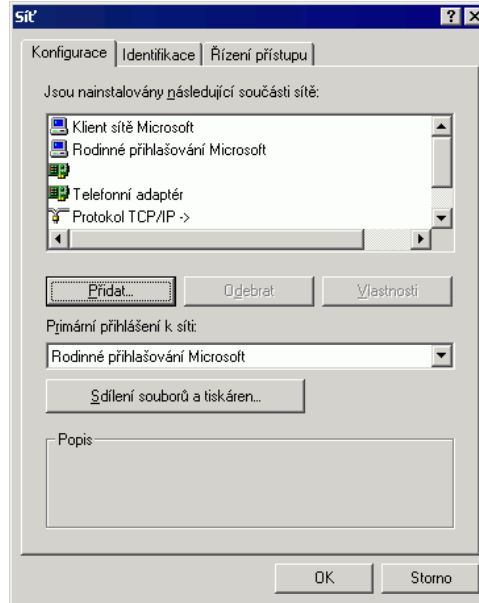 Síť
Konfigurace Identifikace Řízení přístupu
Jsou nainstalovány následující součásti sítě:
Klient sítě Microsoft
Rodinné přihlašování Microsoft
Telefonní adaptér
Protokol TCP/IP ->
Přidat... Odebrat Vlastnosti
Primární přihlášení k síti:
Rodinné přihlašování Microsoft
Sdílení souborů a tiskáren...
Popis
OK Storno